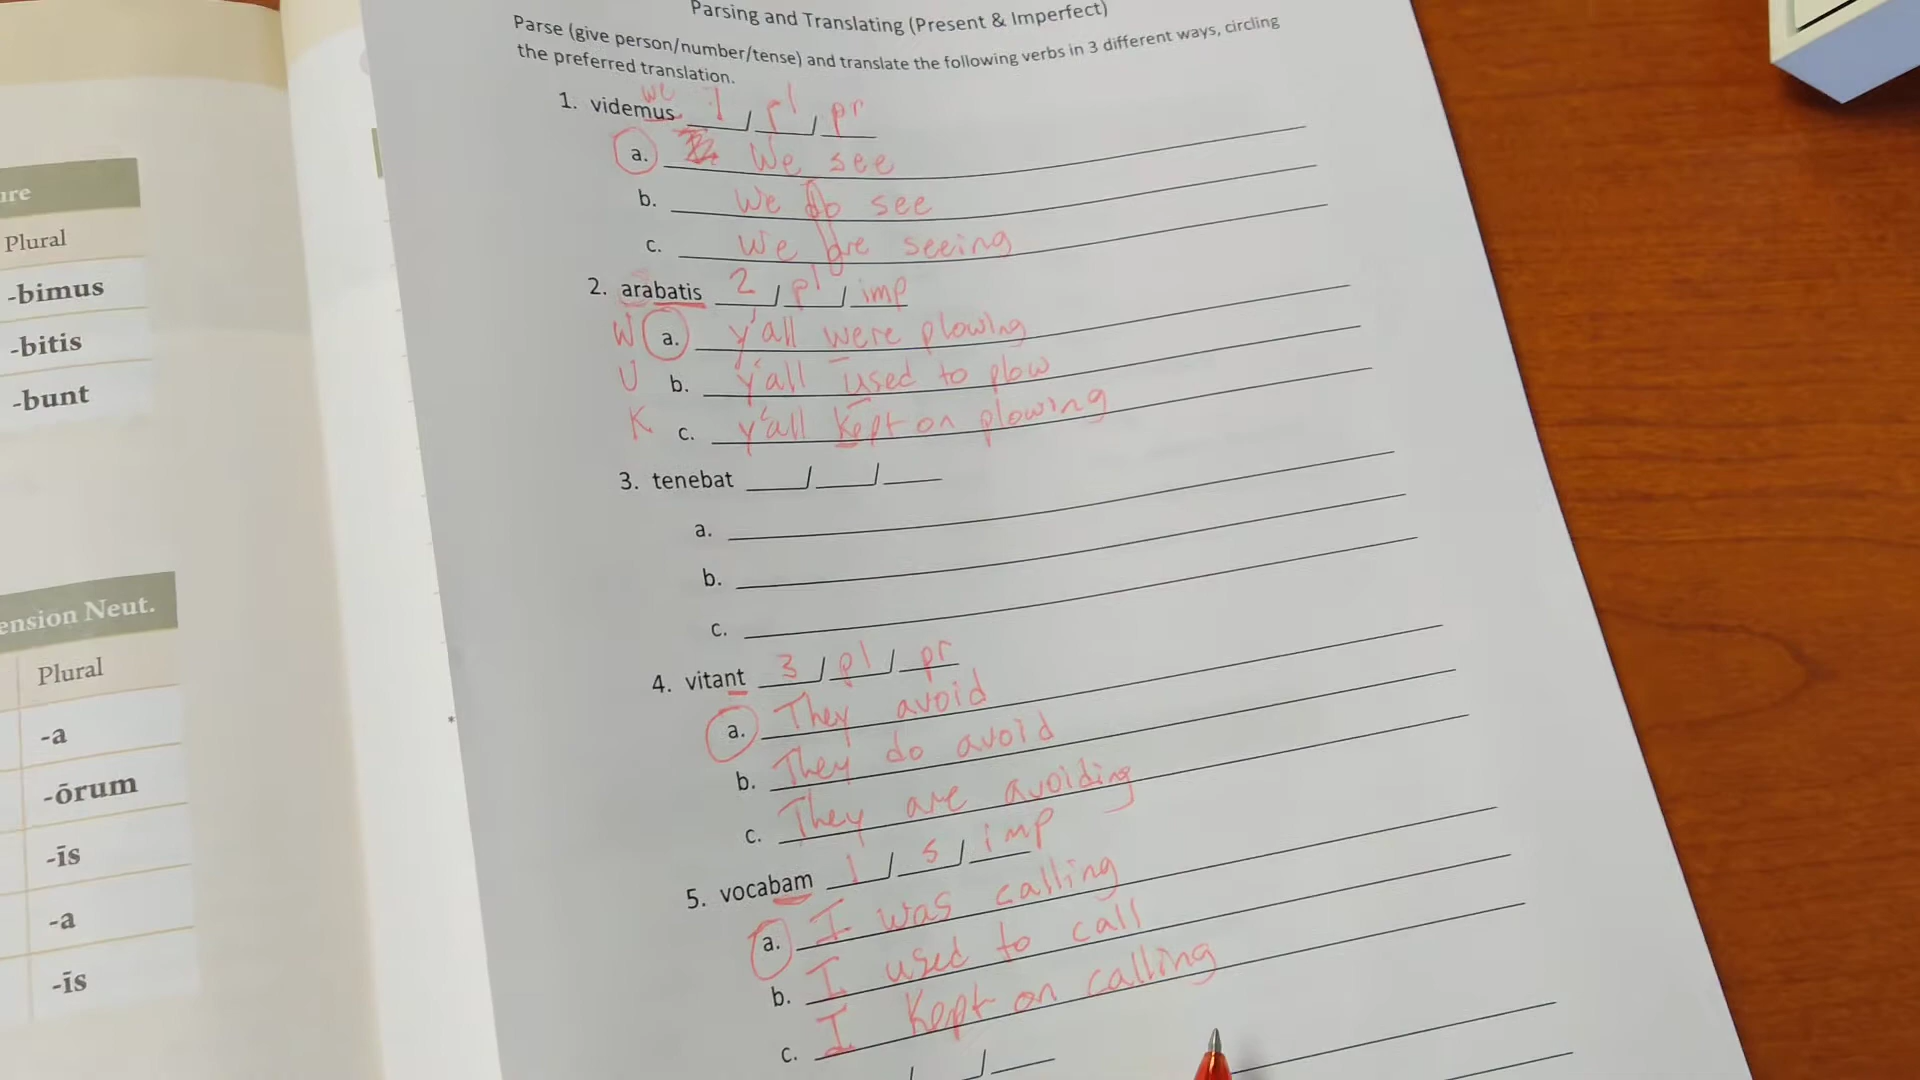 Parsing and Translating (Present & Imperfect)
Parse (give person/number/tense) and translate the following verbs in 3 different ways, circling
the preferred translation.
we
1. videmus 1 / pl / pr
a. We see
b. We do see
c. We are seeing
2. arabatis 2 / pl / imp
W a. y'all were plowing
U b. y'all used to plow
K c. y'all kept on plowing
3. tenebat ___/___/___
a.
b.
c.
4. vitant 3 / pl / pr
a. They avoid
b. They do avoid
c. They are avoiding
5. vocabam 1 / s / imp
a. I was calling
b. I used to call
c. I kept on calling
Plural
-bimus
-bitis
-bunt
ension Neut.
Plural
-a
-ōrum
-īs
-a
-īs
*